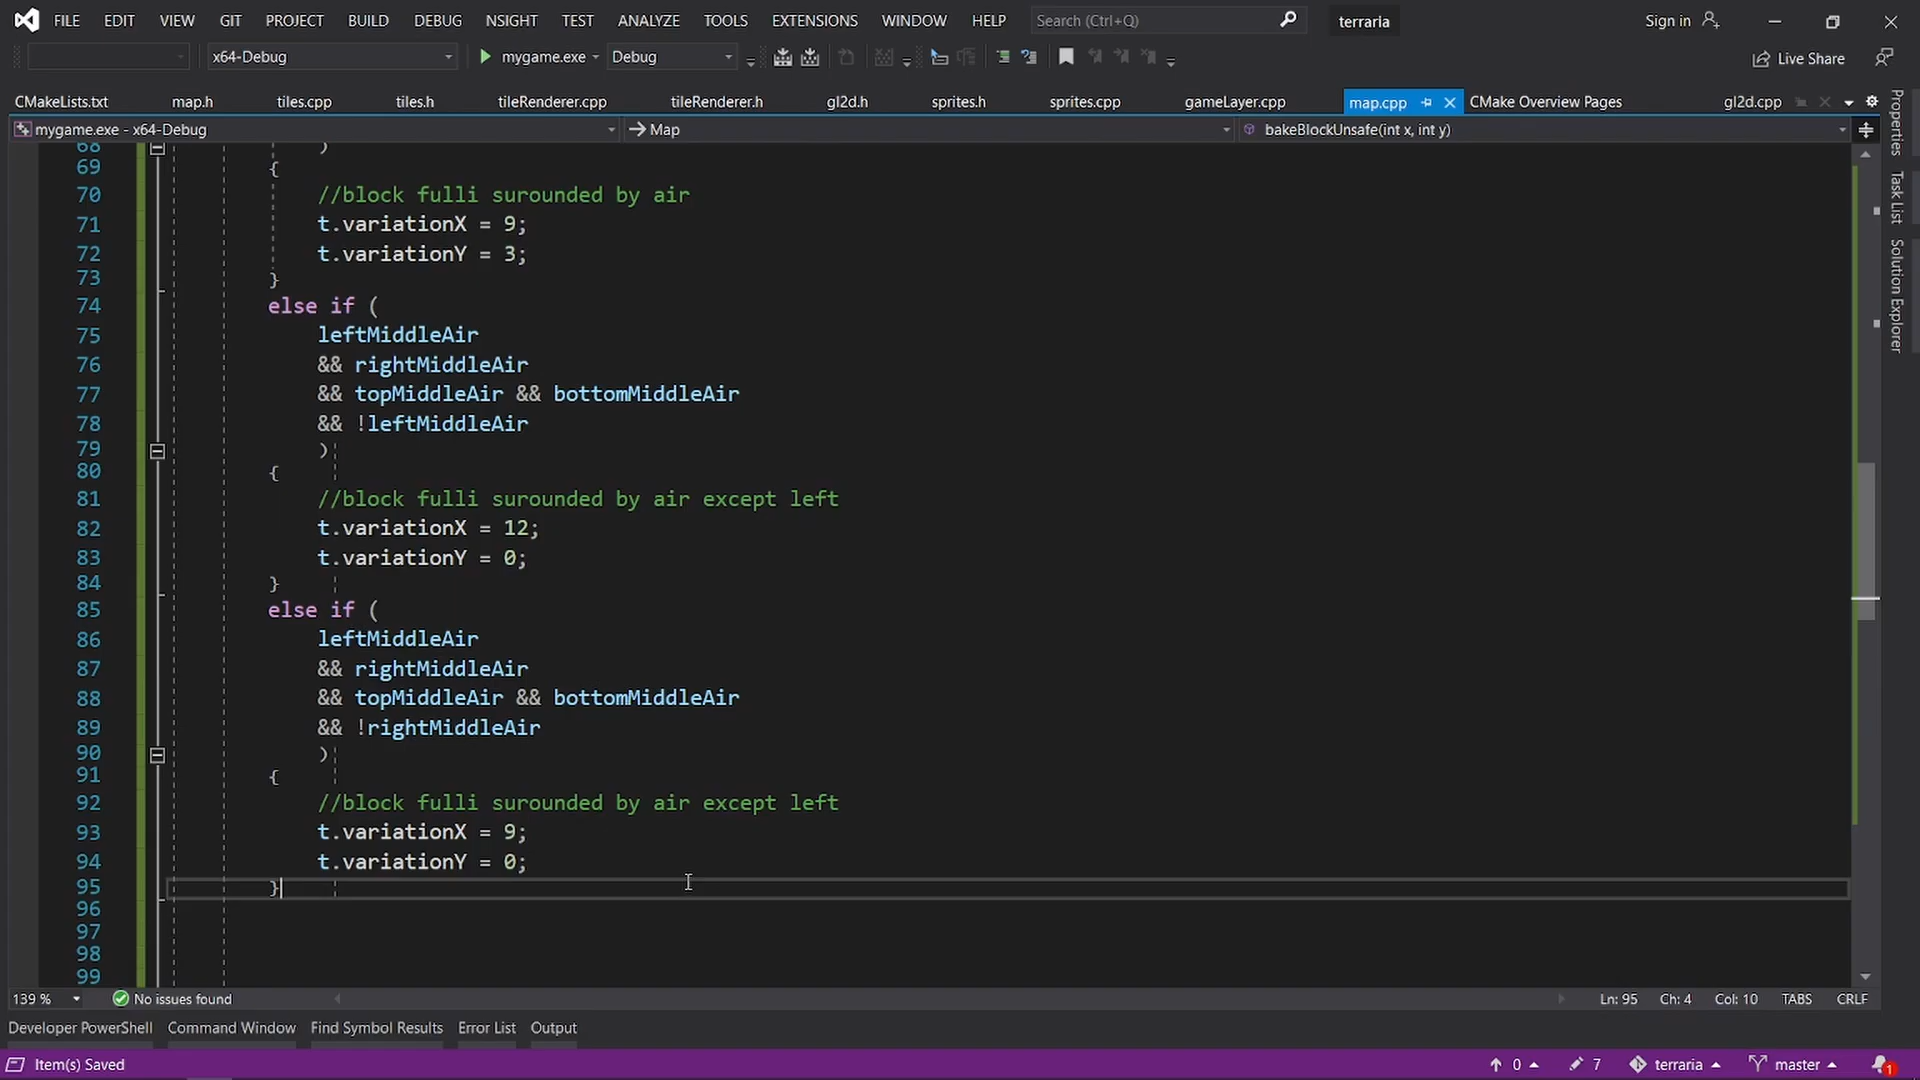 FILE EDIT VIEW GIT PROJECT BUILD DEBUG NSIGHT TEST ANALYZE TOOLS EXTENSIONS WINDOW HELP Search (Ctrl+Q) terraria Sign in
x64-Debug mygame.exe Debug Live Share
CMakeLists.txt map.h tiles.cpp tiles.h tileRenderer.cpp tileRenderer.h gl2d.h sprites.h sprites.cpp gameLayer.cpp map.cpp CMake Overview Pages gl2d.cpp
mygame.exe - x64-Debug Map bakeBlockUnsafe(int x, int y)
68 )
69 {
70 //block fulli surounded by air
71 t.variationX = 9;
72 t.variationY = 3;
73 }
74 else if (
75 leftMiddleAir
76 && rightMiddleAir
77 && topMiddleAir && bottomMiddleAir
78 && !leftMiddleAir
79 )
80 {
81 //block fulli surounded by air except left
82 t.variationX = 12;
83 t.variationY = 0;
84 }
85 else if (
86 leftMiddleAir
87 && rightMiddleAir
88 && topMiddleAir && bottomMiddleAir
89 && !rightMiddleAir
90 )
91 {
92 //block fulli surounded by air except left
93 t.variationX = 9;
94 t.variationY = 0;
95 }
96
97
98
99
Properties
Task List
Solution Explorer
139 % No issues found Ln: 95 Ch: 4 Col: 10 TABS CRLF
Developer PowerShell Command Window Find Symbol Results Error List Output
Item(s) Saved 0 7 terraria master 1